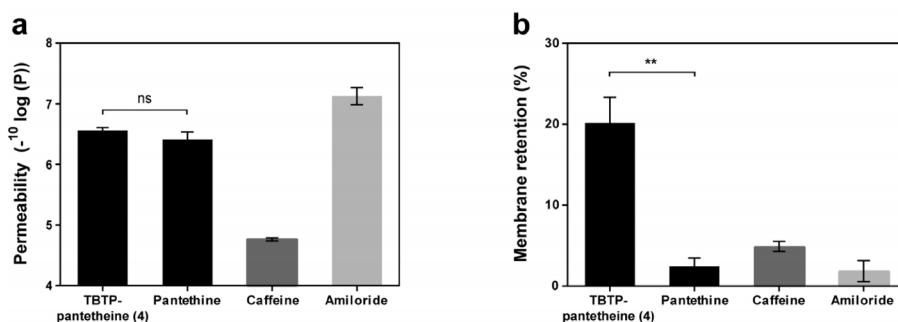 a
Permeability (-¹⁰ log (P))
8
7
6
5
4
ns
TBTP-
pantetheine (4)
Pantethine
Caffeine
Amiloride
b
Membrane retention (%)
30
20
10
0
**
TBTP-
pantetheine (4)
Pantethine
Caffeine
Amiloride